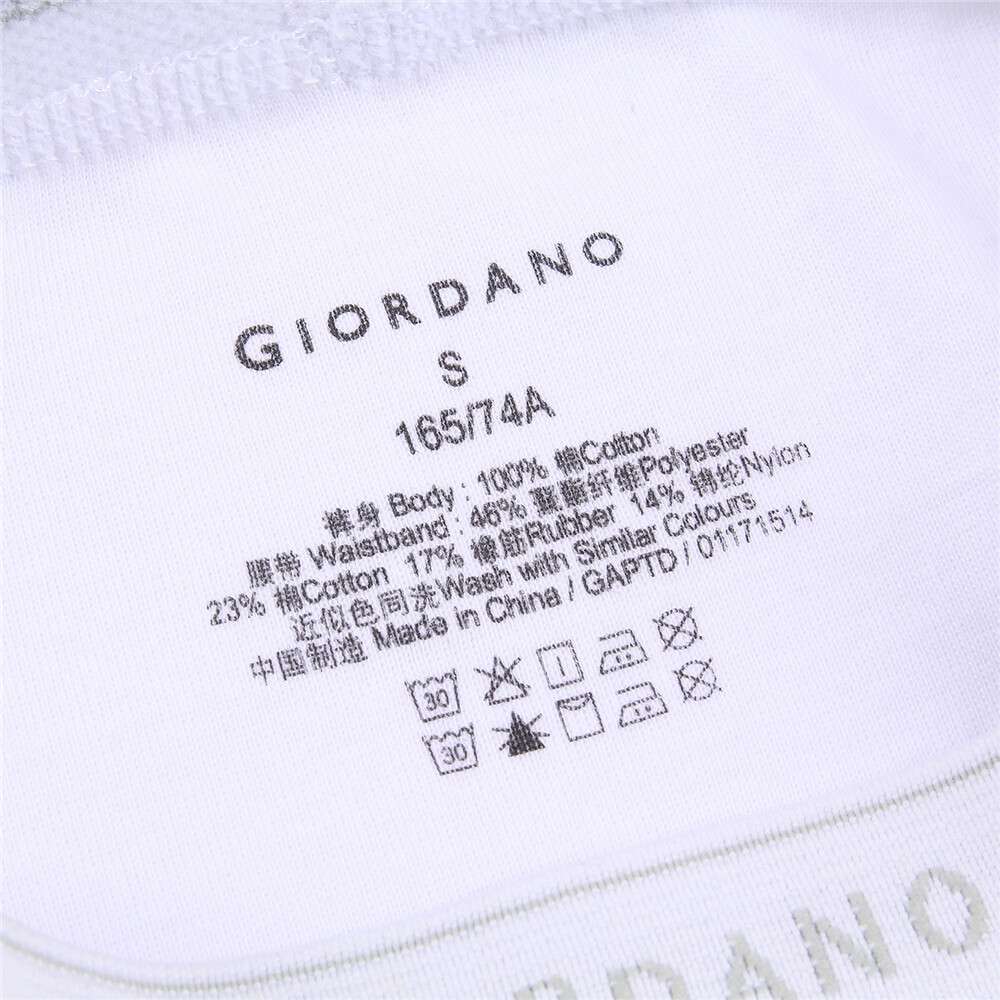 GIORDANO
S
165/74A
裤身 Body : 100% 棉Cotton
腰带 Waistband : 46% 聚酯纤维Polyester
23% 棉Cotton 17% 橡筋Rubber 14% 锦纶Nylon
近似色同洗Wash with Similar Colours
中国制造 Made in China / GAPTD / 01171514
30
30
RDANO